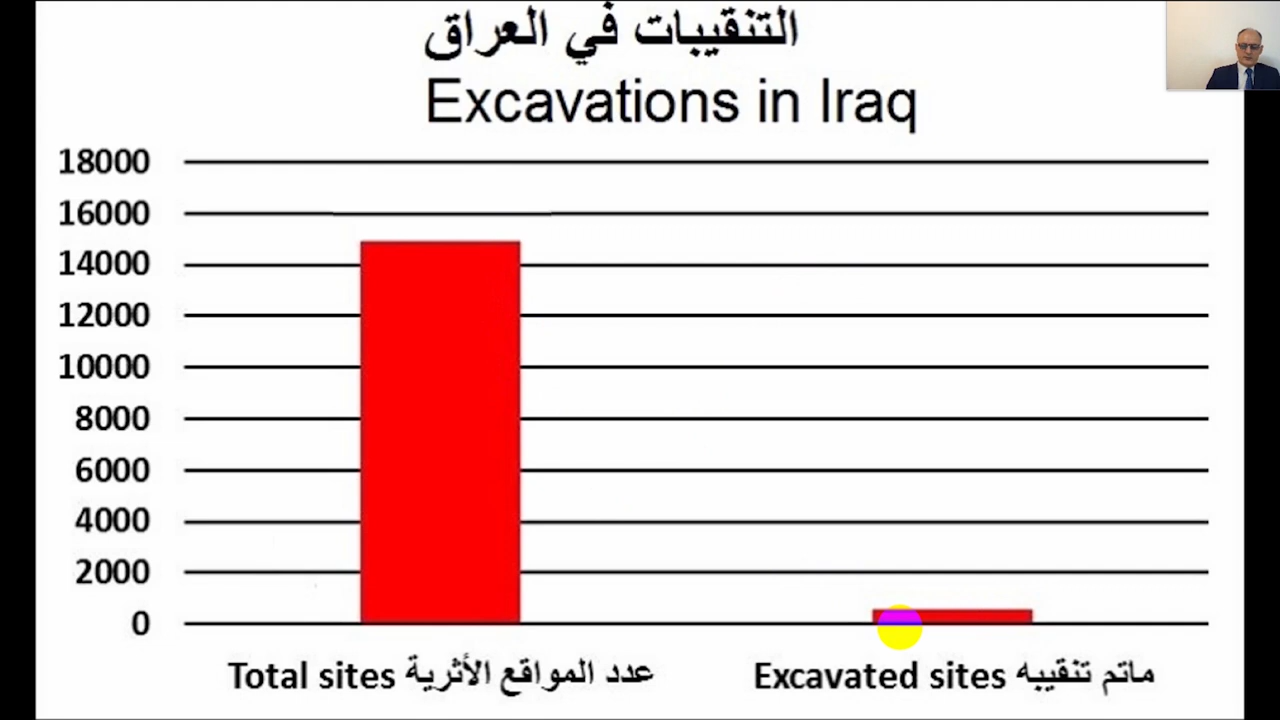 التنقيبات في العراق
Excavations in Iraq
18000
16000
14000
12000
10000
8000
6000
4000
2000
0
Total sites عدد المواقع الأثرية
Excavated sites ماتم تنقيبه